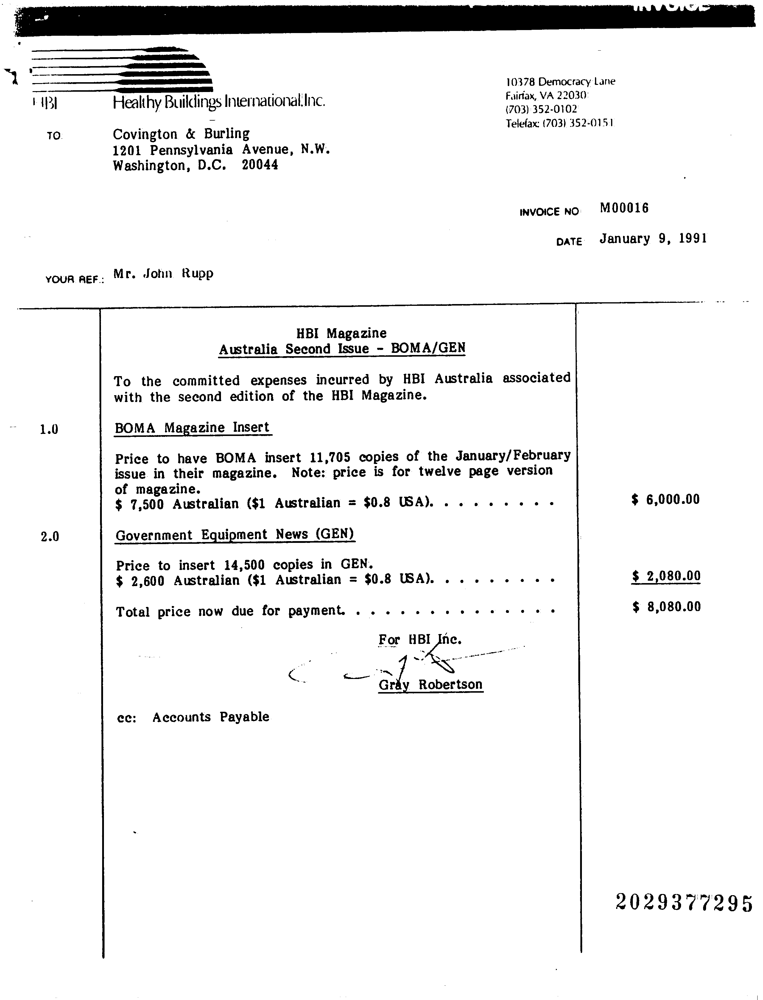 INVOICE
HBI
Healthy Buildings International, Inc.
10378 Democracy Lane
Fairfax, VA 22030
(703) 352-0102
Telefax: (703) 352-0151
TO
Covington & Burling
1201 Pennsylvania Avenue, N.W.
Washington, D.C. 20044
INVOICE NO M00016
DATE January 9, 1991
YOUR REF.: Mr. John Rupp
HBI Magazine
Australia Second Issue - BOMA/GEN
To the committed expenses incurred by HBI Australia associated
with the second edition of the HBI Magazine.
1.0 BOMA Magazine Insert
Price to have BOMA insert 11,705 copies of the January/February
issue in their magazine. Note: price is for twelve page version
of magazine.
$ 7,500 Australian ($1 Australian = $0.8 USA). . . . . . . . . $ 6,000.00
2.0 Government Equipment News (GEN)
Price to insert 14,500 copies in GEN.
$ 2,600 Australian ($1 Australian = $0.8 USA). . . . . . . . . $ 2,080.00
Total price now due for payment. . . . . . . . . . . . . . . $ 8,080.00
For HBI Inc.
Gray Robertson
cc: Accounts Payable
2029377295